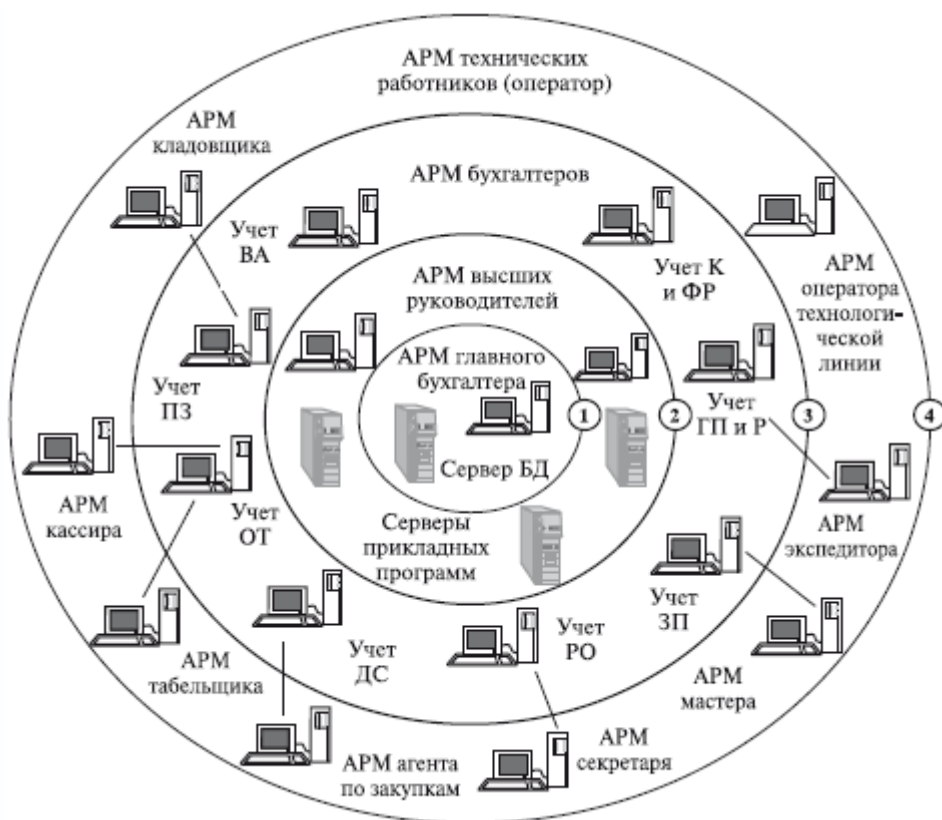 АРМ технических
работников (оператор)
АРМ
кладовщика
АРМ бухгалтеров
Учет
ВА
Учет К
и ФР
АРМ
оператора
технологи-
ческой
линии
АРМ высших
руководителей
АРМ главного
бухгалтера
Учет
ПЗ
1
2
3
4
Учет
ГП и Р
Сервер БД
АРМ
кассира
Учет
ОТ
Серверы
прикладных
программ
АРМ
экспедитора
Учет
ЗП
Учет
РО
Учет
ДС
АРМ
табельщика
АРМ
мастера
АРМ агента
по закупкам
АРМ
секретаря